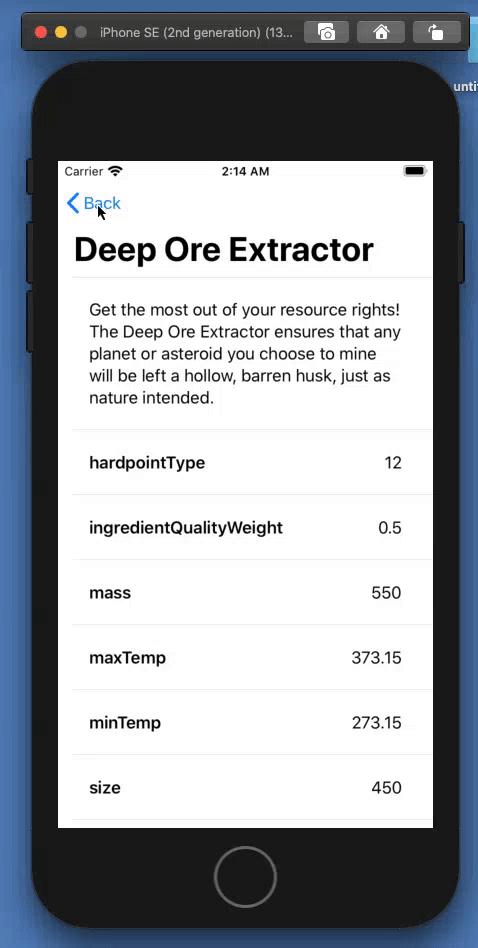 iPhone SE (2nd generation) (13...
unti
Carrier
2:14 AM
Back
Deep Ore Extractor
Get the most out of your resource rights!
The Deep Ore Extractor ensures that any
planet or asteroid you choose to mine
will be left a hollow, barren husk, just as
nature intended.
hardpointType 12
ingredientQualityWeight 0.5
mass 550
maxTemp 373.15
minTemp 273.15
size 450